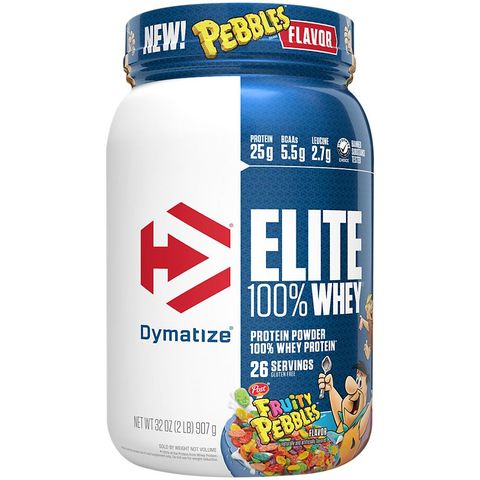 NEW! PEBBLES FLAVOR
PROTEIN BCAAs LEUCINE
25g 5.5g 2.7g
ELITE
100% WHEY
PROTEIN POWDER
100% WHEY PROTEIN*
26 SERVINGS
GLUTEN FREE
Dymatize®
Post
FRUITY
PEBBLES
FLAVOR
NET WT 32 OZ (2 LB) 907 g
SOLD BY WEIGHT NOT VOLUME